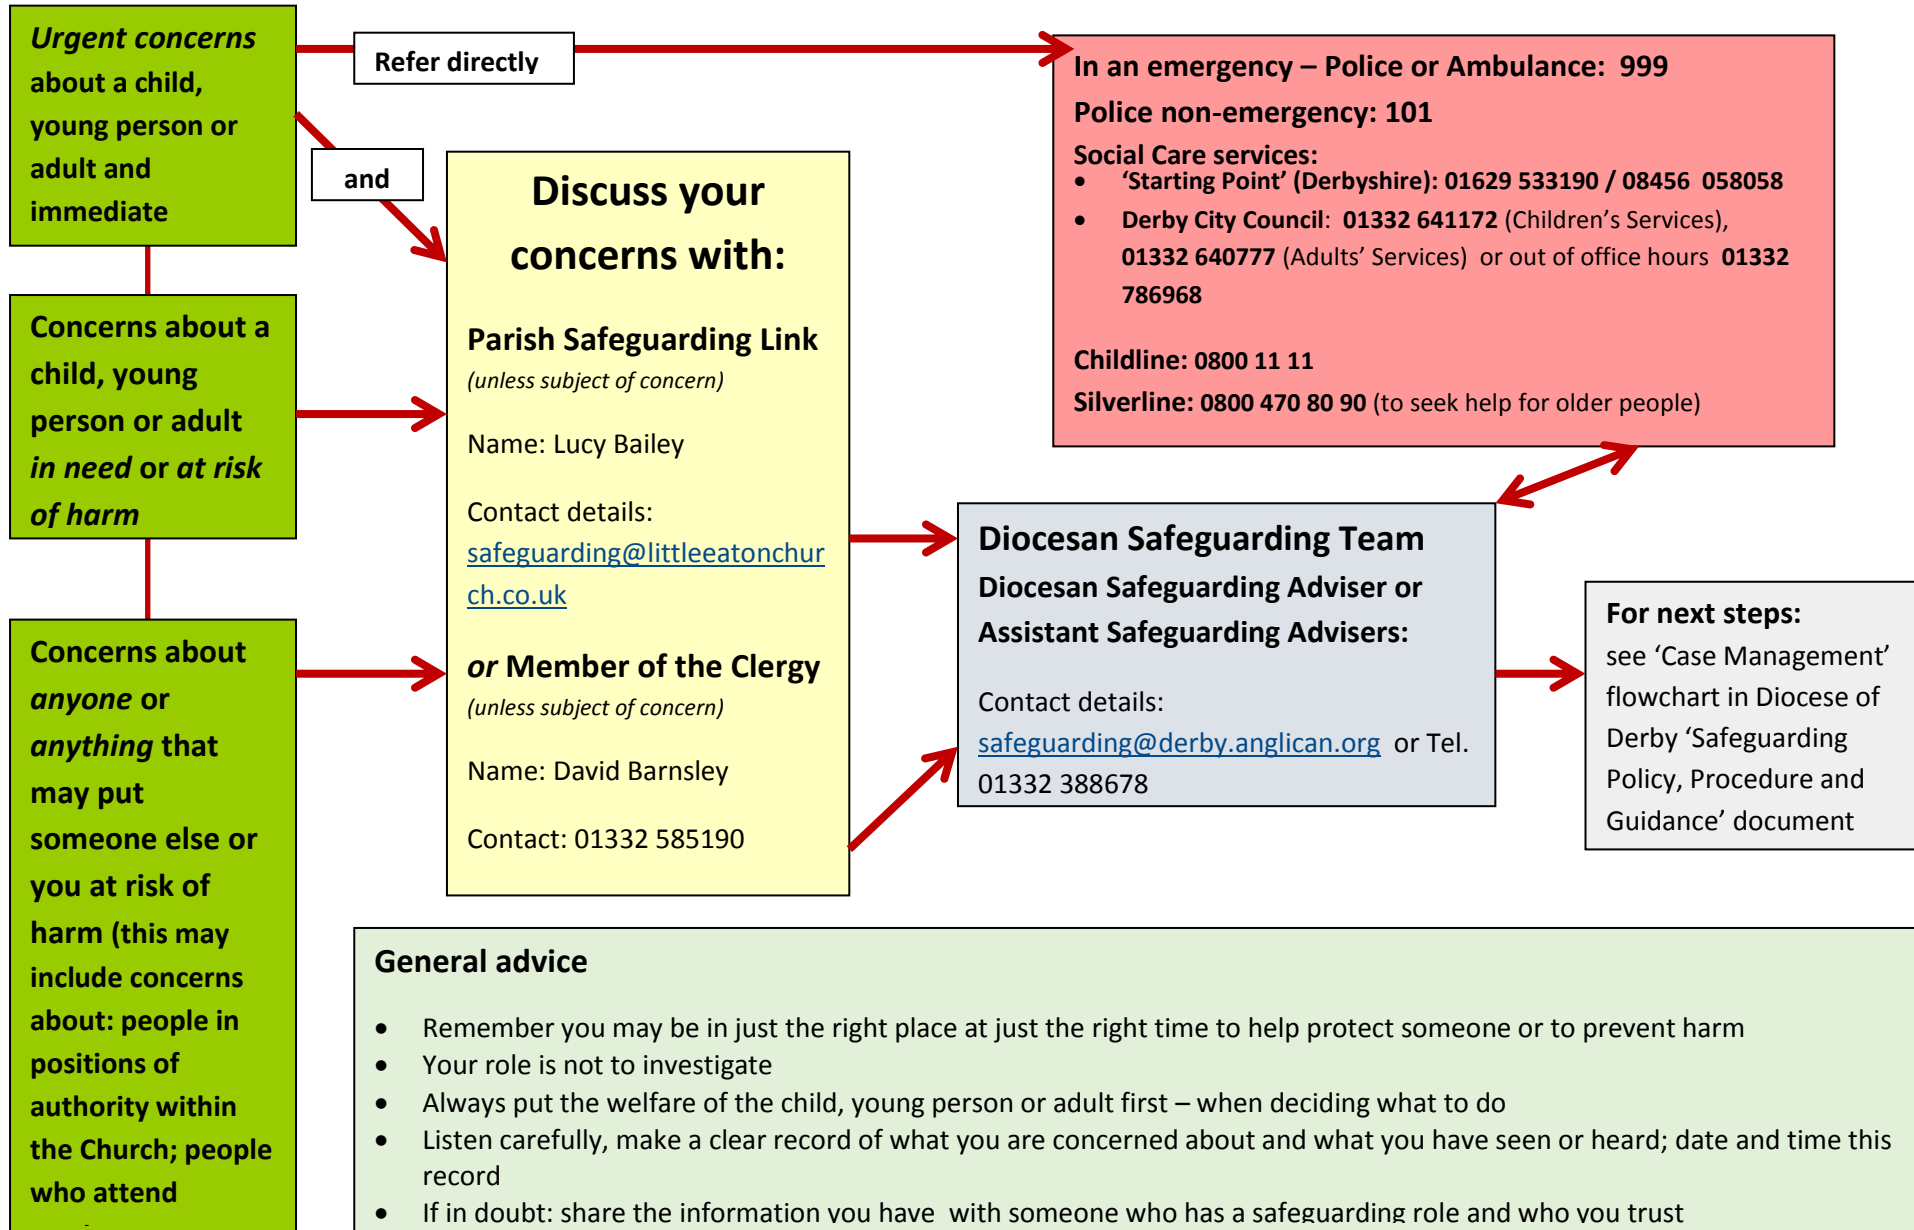 Urgent concerns
about a child,
young person or
adult and
immediate
Refer directly
and
In an emergency – Police or Ambulance:  999
Police non-emergency: 101
Social Care services:
• ‘Starting Point’ (Derbyshire): 01629 533190 / 08456  058058
• Derby City Council:  01332 641172 (Children’s Services),
01332 640777 (Adults’ Services)  or out of office hours  01332
786968
Childline: 0800 11 11
Silverline: 0800 470 80 90 (to seek help for older people)
Concerns about a
child, young
person or adult
in need or at risk
of harm
Discuss your
concerns with:
Parish Safeguarding Link
(unless subject of concern)
Name: Lucy Bailey
Contact details:
safeguarding@littleeatonchur
ch.co.uk
or Member of the Clergy
(unless subject of concern)
Name: David Barnsley
Contact: 01332 585190
Diocesan Safeguarding Team
Diocesan Safeguarding Adviser or
Assistant Safeguarding Advisers:
Contact details:
safeguarding@derby.anglican.org  or Tel.
01332 388678
For next steps:
see ‘Case Management’
flowchart in Diocese of
Derby ‘Safeguarding
Policy, Procedure and
Guidance’ document
Concerns about
anyone or
anything that
may put
someone else or
you at risk of
harm (this may
include concerns
about: people in
positions of
authority within
the Church; people
who attend
General advice
• Remember you may be in just the right place at just the right time to help protect someone or to prevent harm
• Your role is not to investigate
• Always put the welfare of the child, young person or adult first – when deciding what to do
• Listen carefully, make a clear record of what you are concerned about and what you have seen or heard; date and time this
record
• If in doubt: share the information you have  with someone who has a safeguarding role and who you trust